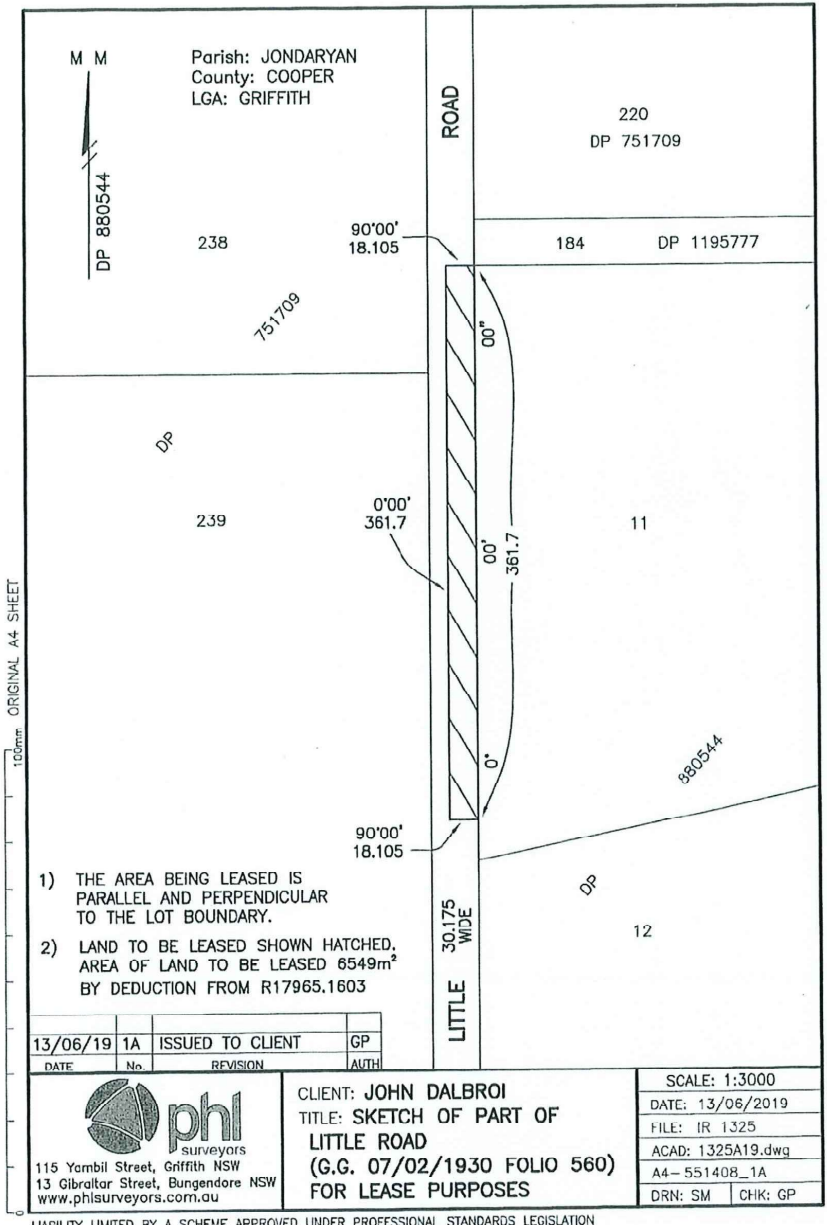 M M
Parish: JONDARYAN
County: COOPER
LGA: GRIFFITH
DP 880544
ROAD
220
DP 751709
238
90°00'
18.105
184 DP 1195777
751709
00"
DP
239
0°00'
361.7
00'
361.7
11
0°
880544
90°00'
18.105
DP
12
30.175
WIDE
LITTLE
100mm ORIGINAL A4 SHEET
0
1) THE AREA BEING LEASED IS
PARALLEL AND PERPENDICULAR
TO THE LOT BOUNDARY.
2) LAND TO BE LEASED SHOWN HATCHED.
AREA OF LAND TO BE LEASED 6549m²
BY DEDUCTION FROM R17965.1603
13/06/19 1A ISSUED TO CLIENT GP
DATE No. REVISION AUTH
phl
surveyors
115 Yambil Street, Griffith NSW
13 Gibraltar Street, Bungendore NSW
www.phlsurveyors.com.au
CLIENT: JOHN DALBROI
TITLE: SKETCH OF PART OF
LITTLE ROAD
(G.G. 07/02/1930 FOLIO 560)
FOR LEASE PURPOSES
SCALE: 1:3000
DATE: 13/06/2019
FILE: IR 1325
ACAD: 1325A19.dwg
A4-551408_1A
DRN: SM CHK: GP
LIABILITY LIMITED BY A SCHEME APPROVED UNDER PROFESSIONAL STANDARDS LEGISLATION